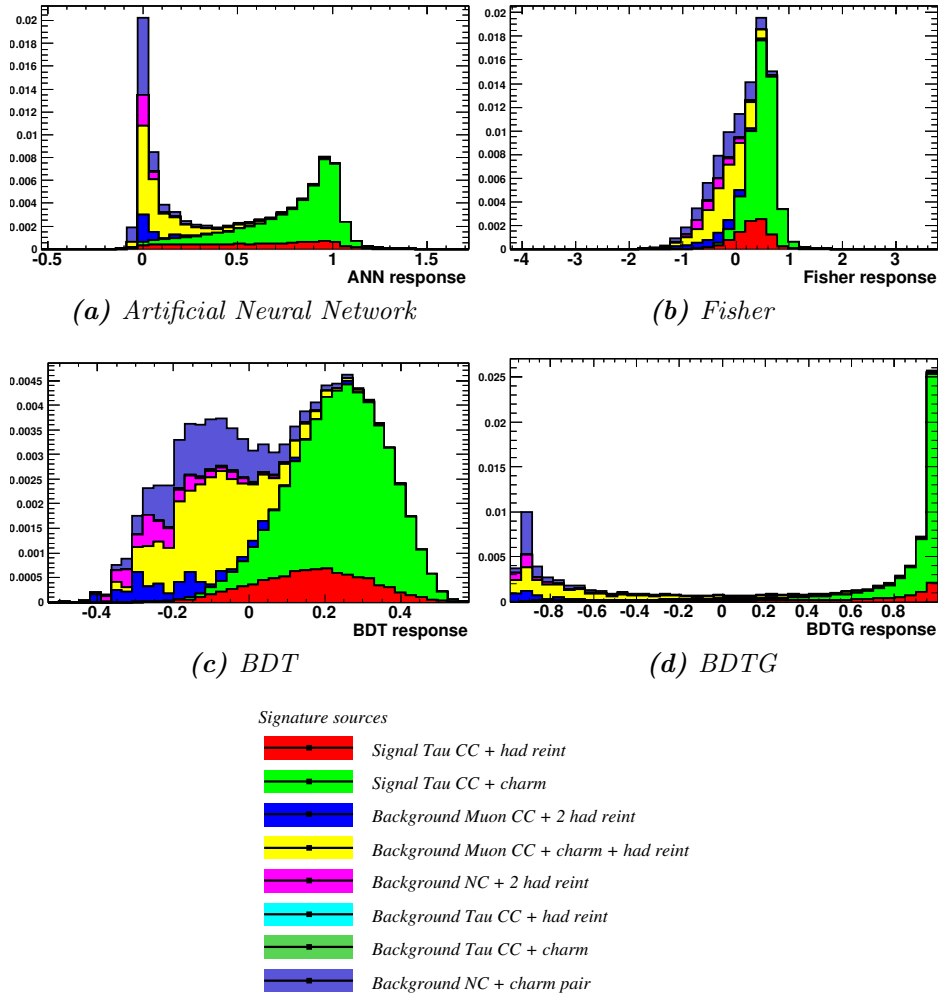 0.02
0.018
0.016
0.014
0.012
0.01
0.008
0.006
0.004
0.002
0
-0.5 0 0.5 1 1.5
ANN response
(a) Artificial Neural Network
0.02
0.018
0.016
0.014
0.012
0.01
0.008
0.006
0.004
0.002
0
-4 -3 -2 -1 0 1 2 3
Fisher response
(b) Fisher
0.0045
0.004
0.0035
0.003
0.0025
0.002
0.0015
0.001
0.0005
0
-0.4 -0.2 0 0.2 0.4
BDT response
(c) BDT
0.025
0.02
0.015
0.010
0.005
0
-0.8 -0.6 -0.4 -0.2 0 0.2 0.4 0.6 0.8
BDTG response
(d) BDTG
Signature sources
Signal Tau CC + had reint
Signal Tau CC + charm
Background Muon CC + 2 had reint
Background Muon CC + charm + had reint
Background NC + 2 had reint
Background Tau CC + had reint
Background Tau CC + charm
Background NC + charm pair